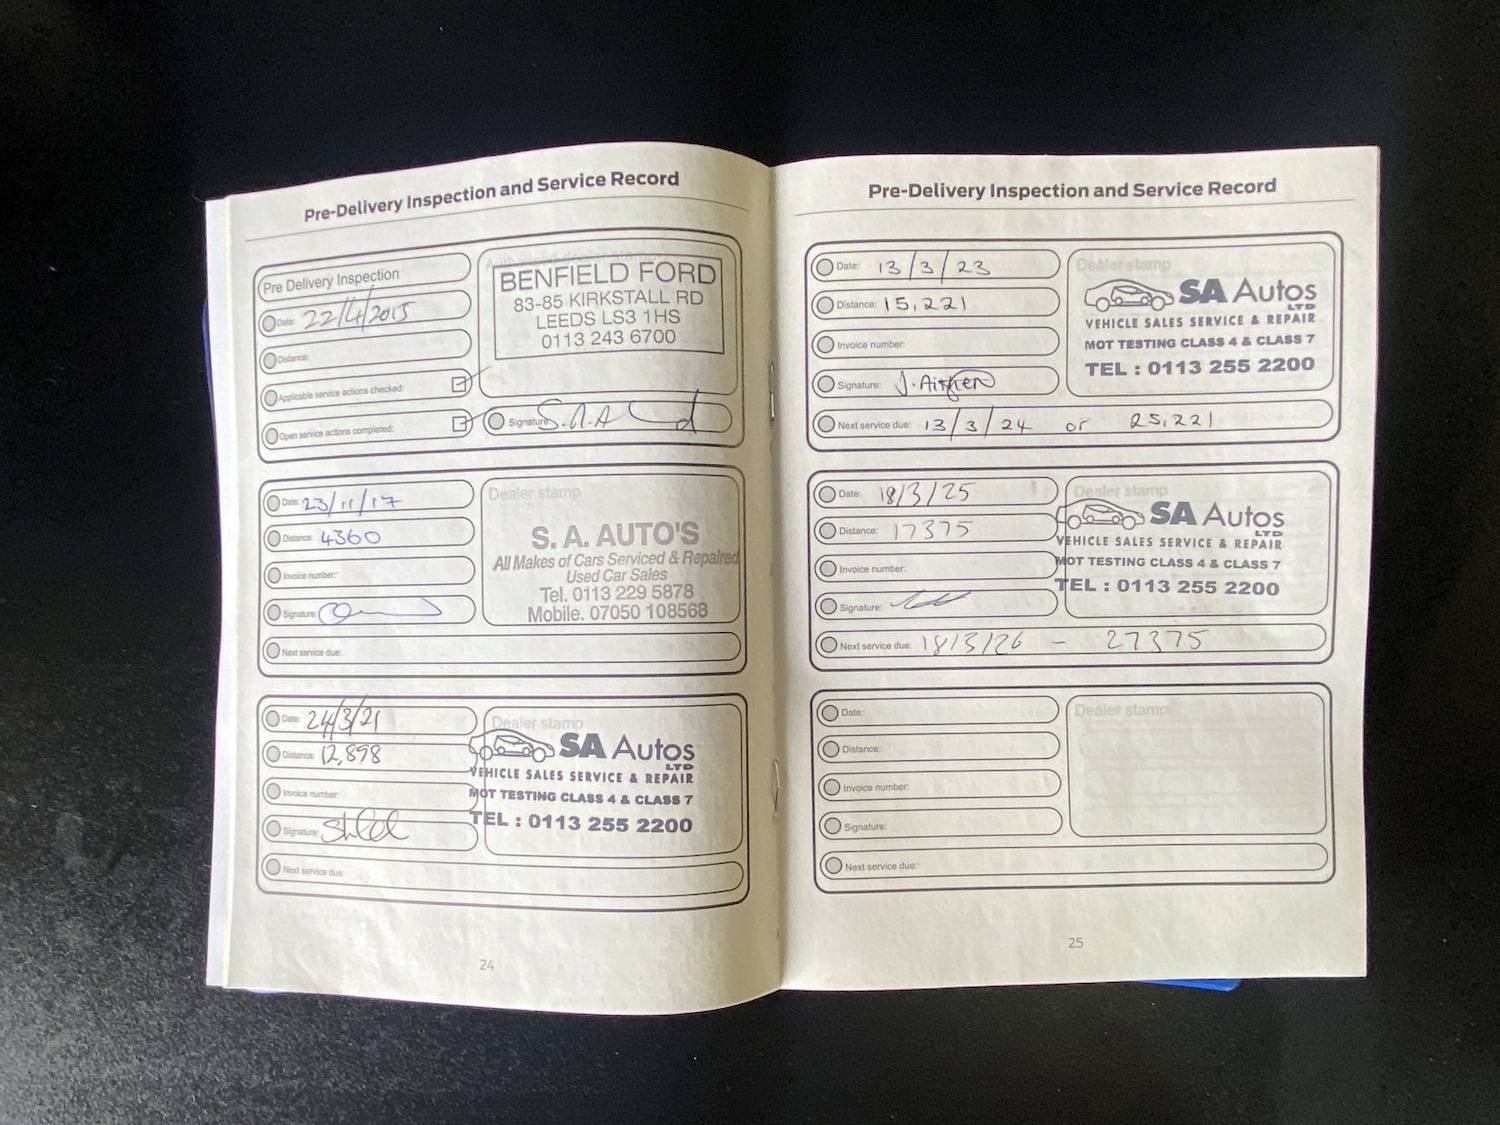 Pre-Delivery Inspection and Service Record
Pre Delivery Inspection
Date: 22/4/2015
Distance:
Applicable service actions checked:
Open service actions completed:
BENFIELD FORD
83-85 KIRKSTALL RD
LEEDS LS3 1HS
0113 243 6700
Signature
Date: 23/11/17
Distance: 4360
Invoice number:
Signature:
Next service due:
Dealer stamp
S. A. AUTO'S
All Makes of Cars Serviced & Repaired
Used Car Sales
Tel. 0113 229 5878
Mobile. 07050 108568
Date: 24/3/21
Distance: 12,898
Invoice number:
Signature:
Next service due:
Dealer stamp
SA Autos
LTD
VEHICLE SALES SERVICE & REPAIR
MOT TESTING CLASS 4 & CLASS 7
TEL : 0113 255 2200
24
Pre-Delivery Inspection and Service Record
Date: 13/3/23
Distance: 15,221
Invoice number:
Signature: J. Aitken
Next service due: 13/3/24 or 25,221
Dealer stamp
SA Autos
LTD
VEHICLE SALES SERVICE & REPAIR
MOT TESTING CLASS 4 & CLASS 7
TEL : 0113 255 2200
Date: 18/3/25
Distance: 17375
Invoice number:
Signature:
Next service due: 18/3/26 - 27375
Dealer stamp
SA Autos
LTD
VEHICLE SALES SERVICE & REPAIR
MOT TESTING CLASS 4 & CLASS 7
TEL : 0113 255 2200
Date:
Distance:
Invoice number:
Signature:
Next service due:
Dealer stamp
25